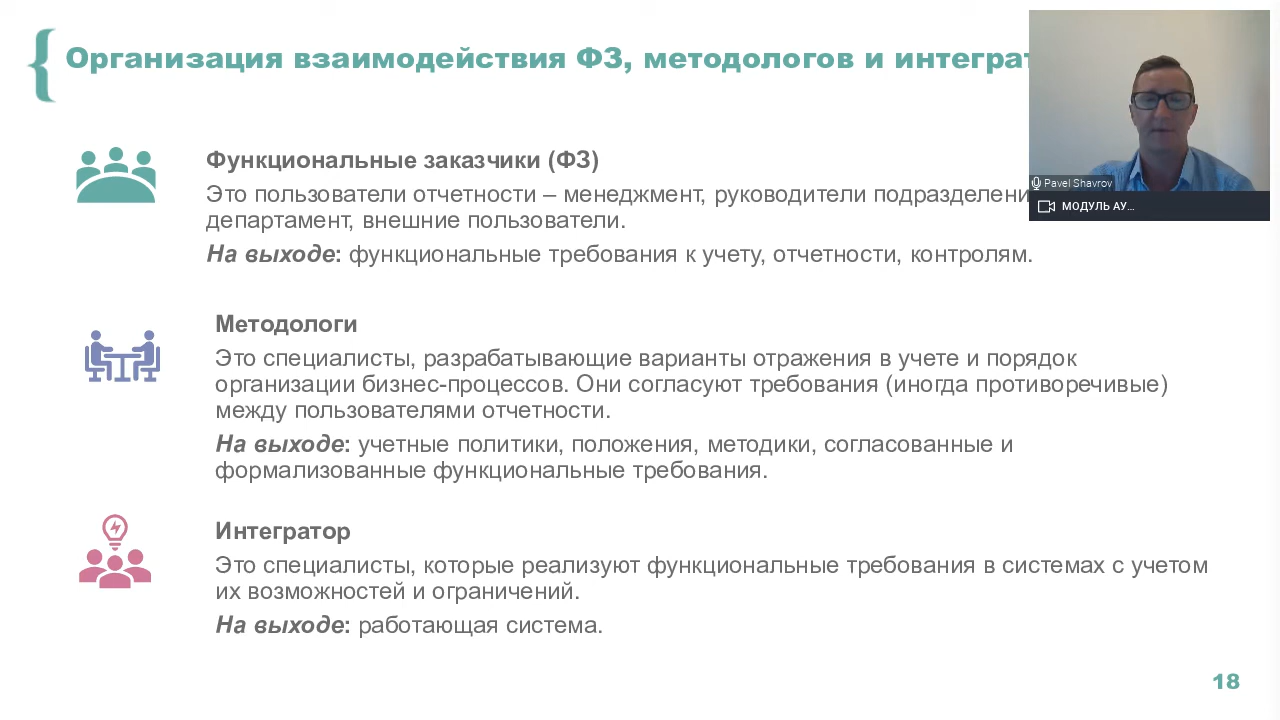 Организация взаимодействия ФЗ, методологов и интеграт
Pavel Shavrov
МОДУЛЬ АУ...
Функциональные заказчики (ФЗ)
Это пользователи отчетности – менеджмент, руководители подразделени
департамент, внешние пользователи.
На выходе: функциональные требования к учету, отчетности, контролям.
Методологи
Это специалисты, разрабатывающие варианты отражения в учете и порядок
организации бизнес-процессов. Они согласуют требования (иногда противоречивые)
между пользователями отчетности.
На выходе: учетные политики, положения, методики, согласованные и
формализованные функциональные требования.
Интегратор
Это специалисты, которые реализуют функциональные требования в системах с учетом
их возможностей и ограничений.
На выходе: работающая система.
18